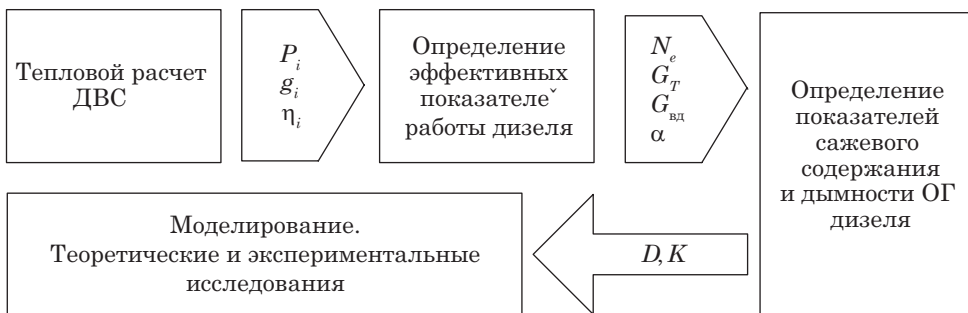 Тепловой расчет
ДВС
P_i
g_i
η_i
Определение
эффективных
показателеˇ
работы дизеля
N_e
G_T
G_вд
α
Определение
показателей
сажевого
содержания
и дымности ОГ
дизеля
D, K
Моделирование.
Теоретические и экспериментальные
исследования